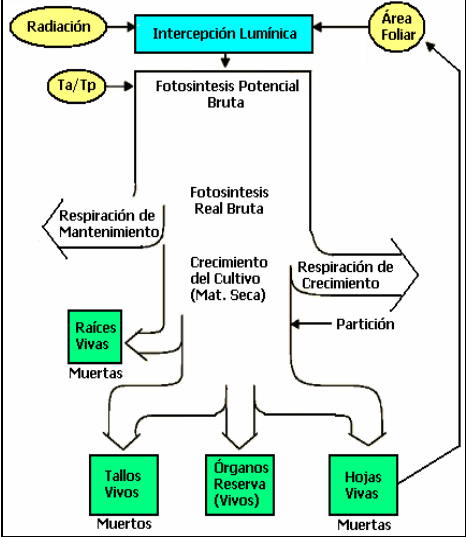 Radiación
Intercepción Lumínica
Área
Foliar
Ta/Tp
Fotosintesis Potencial
Bruta
Fotosintesis
Real Bruta
Respiración de
Mantenimiento
Crecimiento
del Cultivo
(Mat. Seca)
Respiración de
Crecimiento
Partición
Raíces
Vivas
Muertas
Tallos
Vivos
Muertos
Órganos
Reserva
(Vivos)
Hojas
Vivas
Muertas